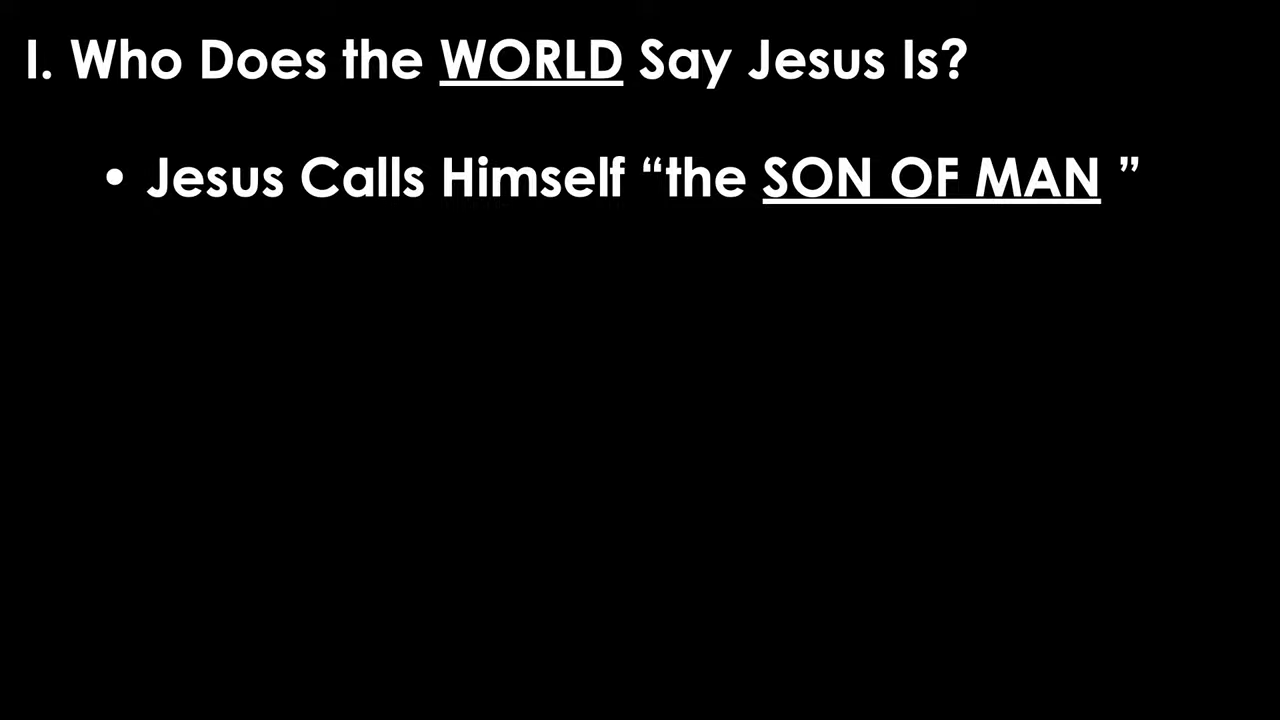 I. Who Does the WORLD Say Jesus Is?
• Jesus Calls Himself “the SON OF MAN ”